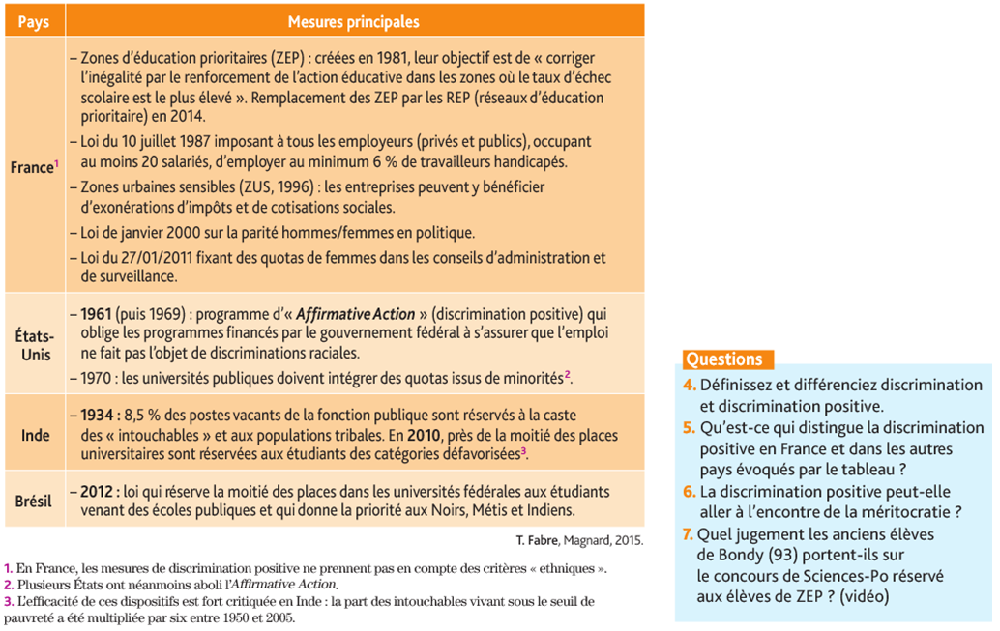 Pays
Mesures principales
France1
– Zones d'éducation prioritaires (ZEP) : créées en 1981, leur objectif est de « corriger
l'inégalité par le renforcement de l'action éducative dans les zones où le taux d'échec
scolaire est le plus élevé ». Remplacement des ZEP par les REP (réseaux d'éducation
prioritaire) en 2014.
– Loi du 10 juillet 1987 imposant à tous les employeurs (privés et publics), occupant
au moins 20 salariés, d'employer au minimum 6 % de travailleurs handicapés.
– Zones urbaines sensibles (ZUS, 1996) : les entreprises peuvent y bénéficier
d'exonérations d'impôts et de cotisations sociales.
– Loi de janvier 2000 sur la parité hommes/femmes en politique.
– Loi du 27/01/2011 fixant des quotas de femmes dans les conseils d'administration et
de surveillance.
États-
Unis
– 1961 (puis 1969) : programme d'« Affirmative Action » (discrimination positive) qui
oblige les programmes financés par le gouvernement fédéral à s'assurer que l'emploi
ne fait pas l'objet de discriminations raciales.
– 1970 : les universités publiques doivent intégrer des quotas issus de minorités2.
Inde
– 1934 : 8,5 % des postes vacants de la fonction publique sont réservés à la caste
des « intouchables » et aux populations tribales. En 2010, près de la moitié des places
universitaires sont réservées aux étudiants des catégories défavorisées3.
Brésil
– 2012 : loi qui réserve la moitié des places dans les universités fédérales aux étudiants
venant des écoles publiques et qui donne la priorité aux Noirs, Métis et Indiens.
T. Fabre, Magnard, 2015.
1. En France, les mesures de discrimination positive ne prennent pas en compte des critères « ethniques ».
2. Plusieurs États ont néanmoins aboli l'Affirmative Action.
3. L'efficacité de ces dispositifs est fort critiquée en Inde : la part des intouchables vivant sous le seuil de
pauvreté a été multipliée par six entre 1950 et 2005.
Questions
4. Définissez et différenciez discrimination
et discrimination positive.
5. Qu'est-ce qui distingue la discrimination
positive en France et dans les autres
pays évoqués par le tableau ?
6. La discrimination positive peut-elle
aller à l'encontre de la méritocratie ?
7. Quel jugement les anciens élèves
de Bondy (93) portent-ils sur
le concours de Sciences-Po réservé
aux élèves de ZEP ? (vidéo)